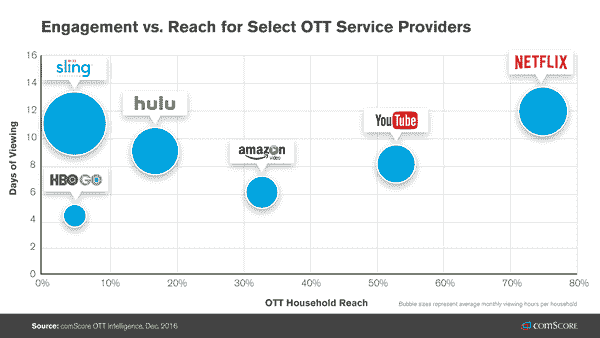 Engagement vs. Reach for Select OTT Service Providers
16
14
12
10
8
6
4
2
0
Days of Viewing
sling
hulu
HBO GO
amazon
video
YouTube
NETFLIX
0%
10%
20%
30%
40%
50%
60%
70%
80%
OTT Household Reach
Bubble sizes represent average monthly viewing hours per household
Source: comScore OTT Intelligence, Dec. 2016
comScore